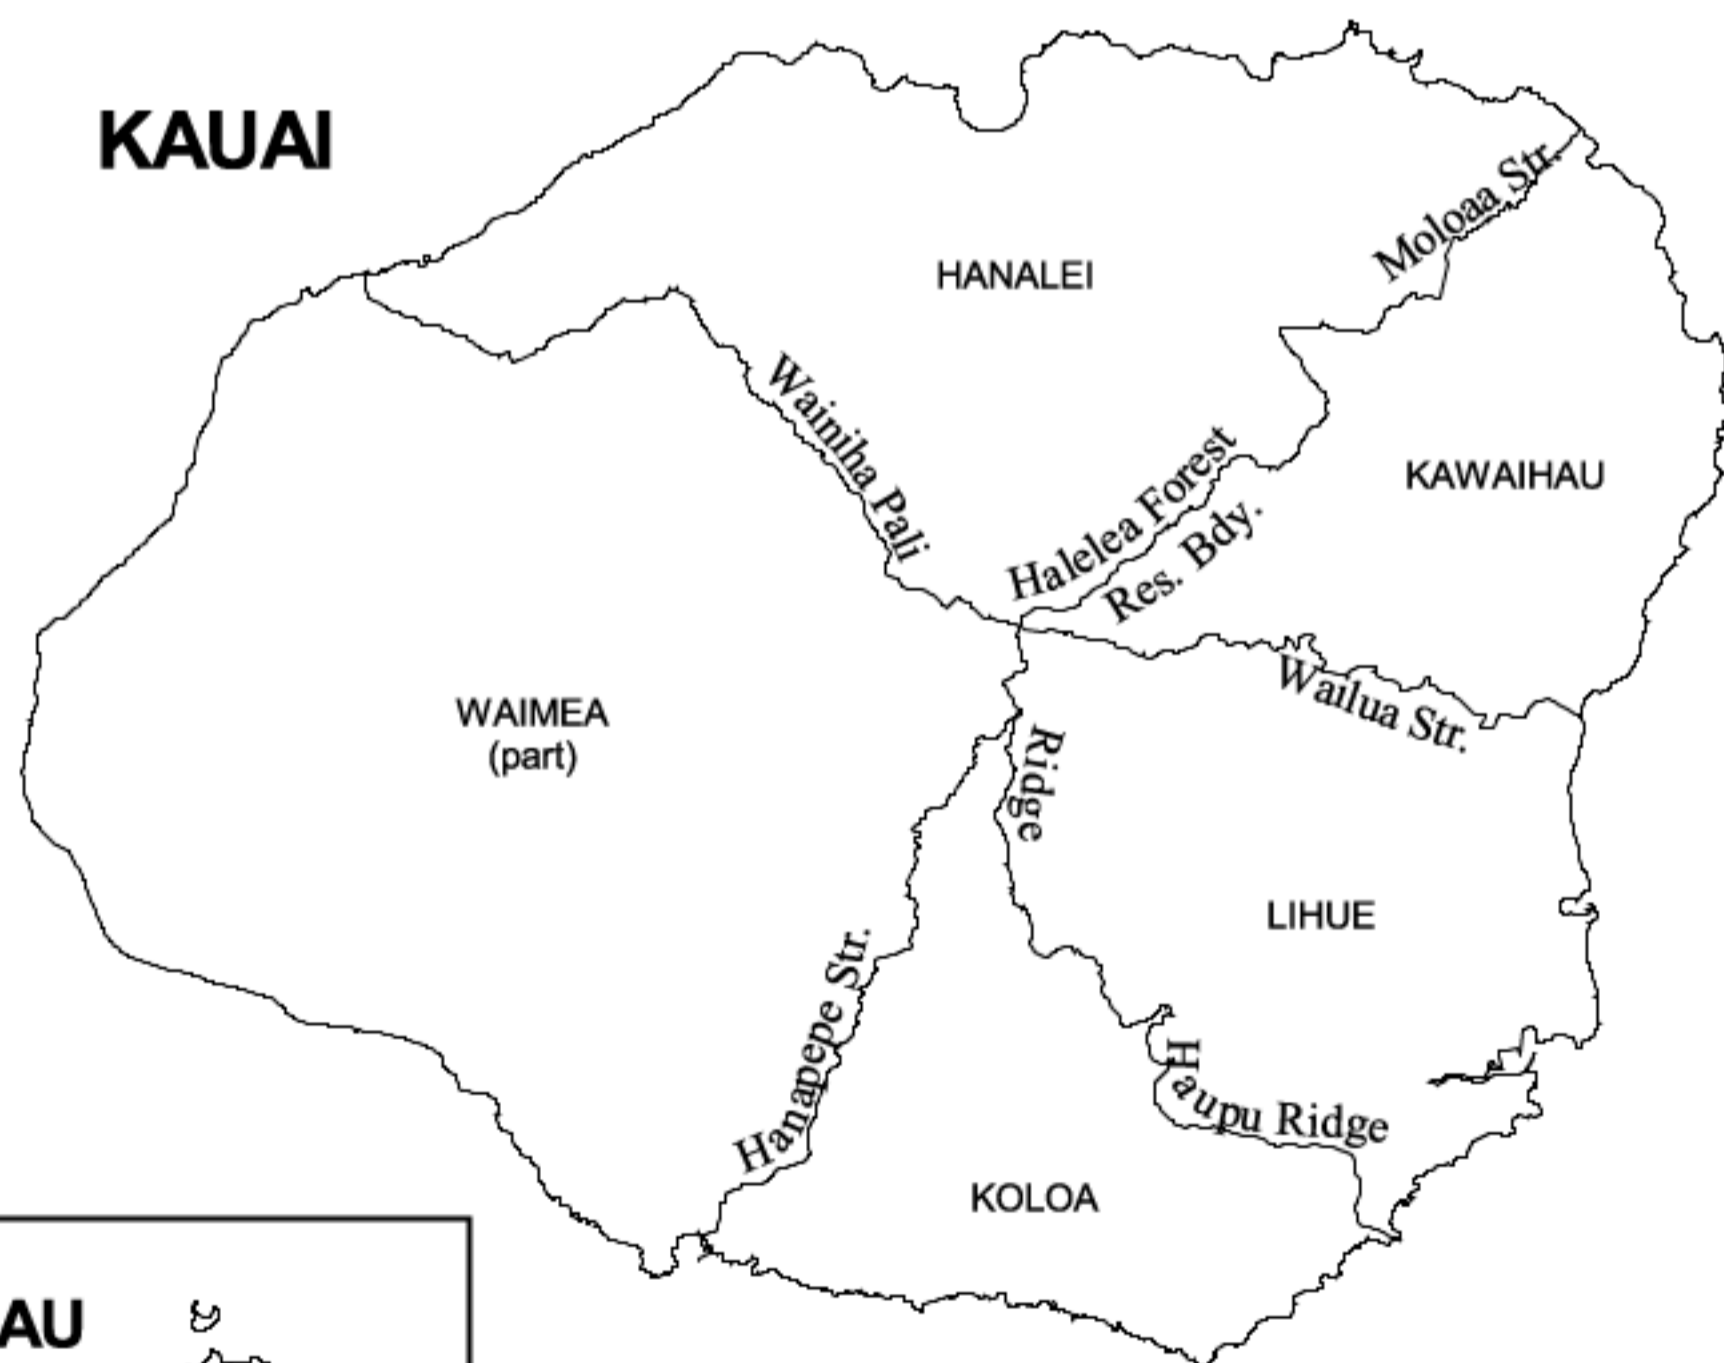 KAUAI
Moloaa Str.
HANALEI
Wainiha Pali
Halelea Forest
Res. Bdy.
KAWAIHAU
WAIMEA
(part)
Wailua Str.
Ridge
LIHUE
Hanapepe Str.
Haupu Ridge
KOLOA
AU